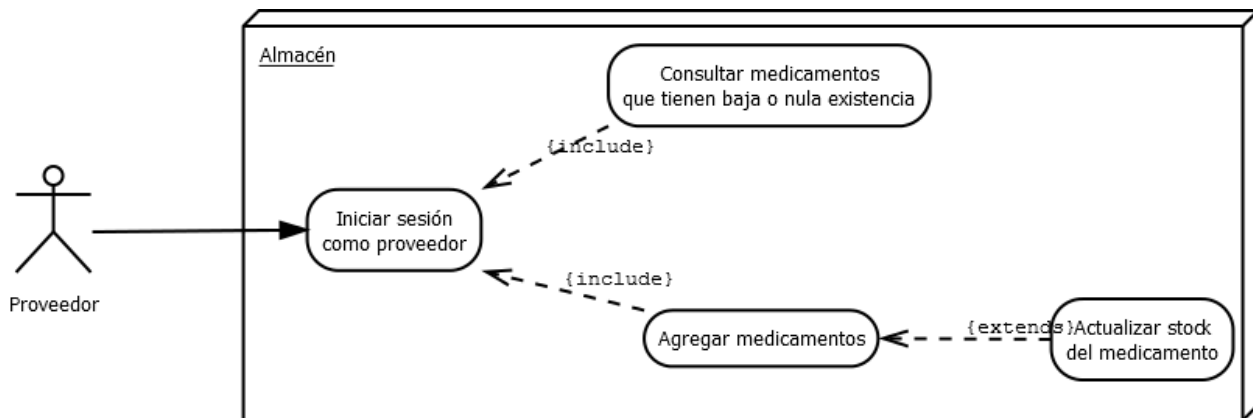 Almacén
Consultar medicamentos
que tienen baja o nula existencia
{include}
Iniciar sesión
como proveedor
Proveedor
{include}
Agregar medicamentos
{extends}
Actualizar stock
del medicamento